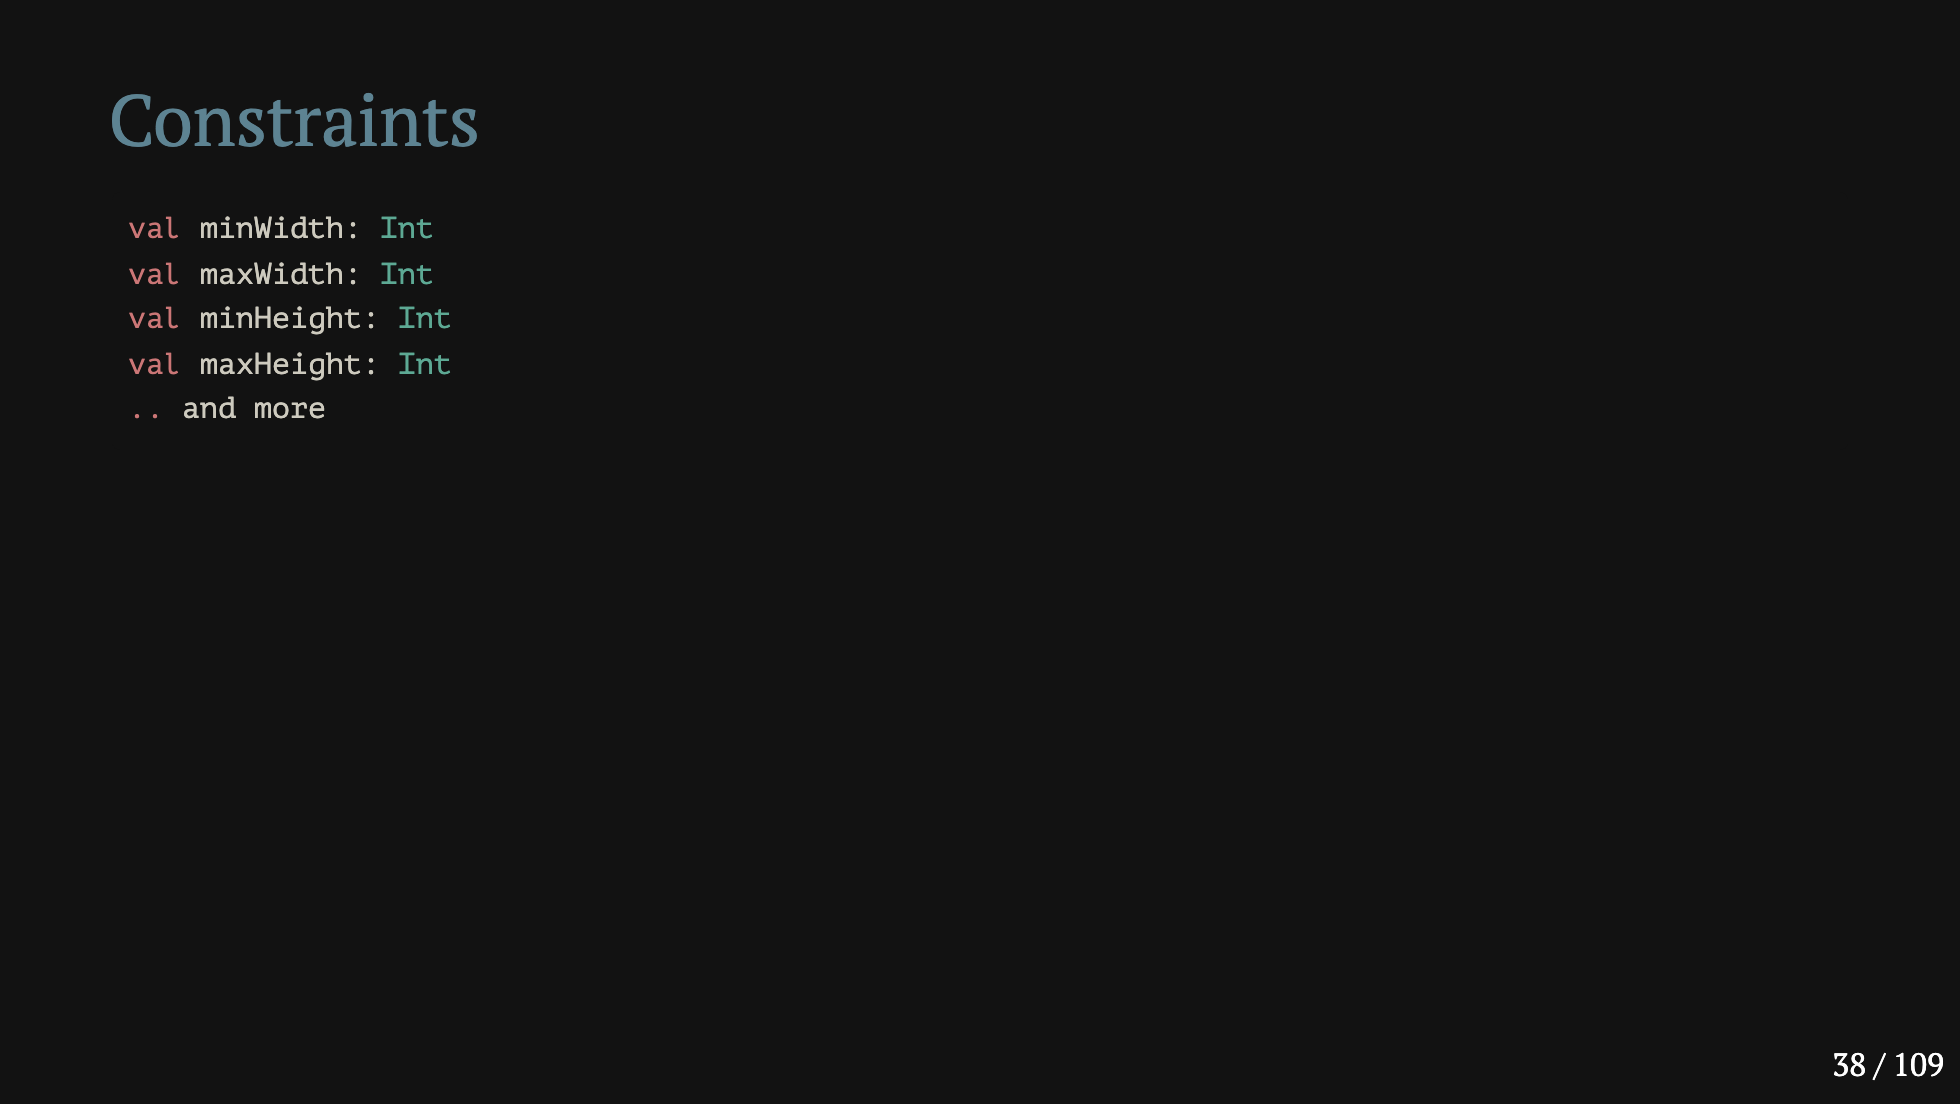 Constraints
val minWidth: Int
val maxWidth: Int
val minHeight: Int
val maxHeight: Int
.. and more
38 / 109